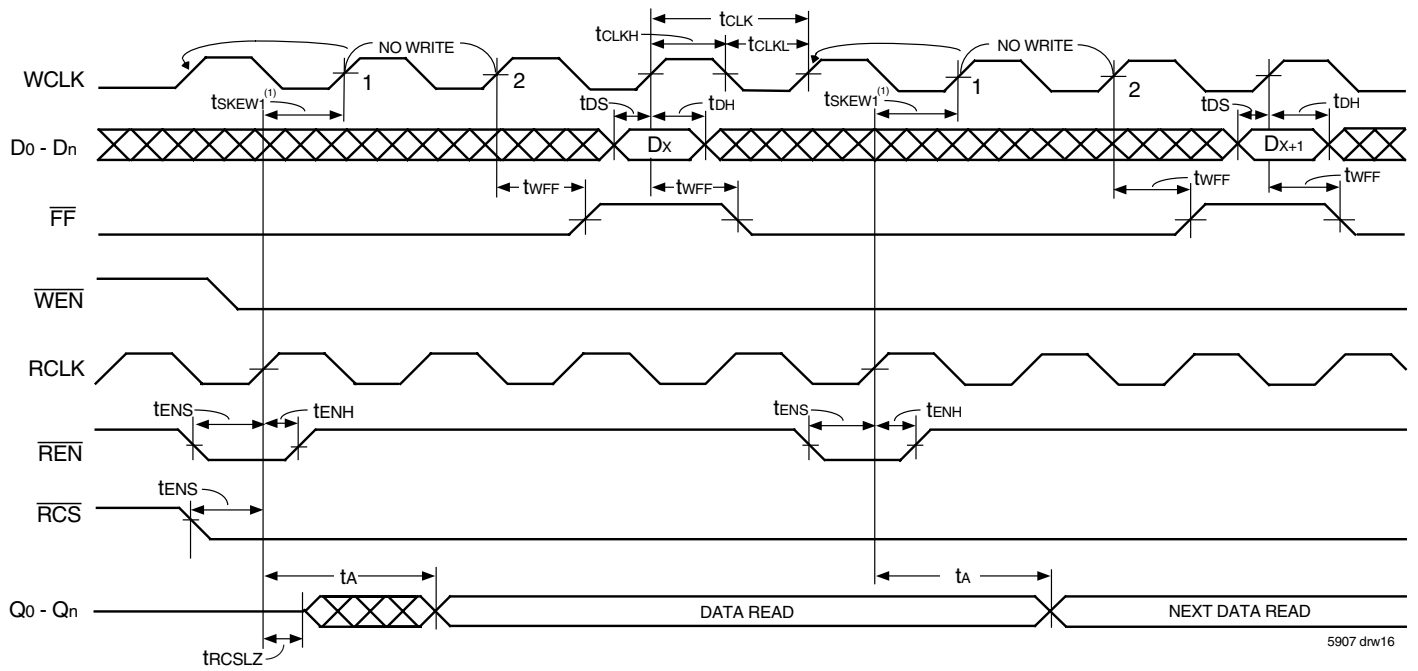 tCLK
tCLKH
tCLKL
NO WRITE
NO WRITE
WCLK
1
2
1
2
tSKEW1(1)
tDS
tDH
tSKEW1(1)
tDS
tDH
D0 - Dn
DX
DX+1
tWFF
tWFF
tWFF
tWFF
FF
WEN
RCLK
tENS
tENH
tENS
tENH
REN
tENS
RCS
tA
tA
Q0 - Qn
DATA READ
NEXT DATA READ
tRCSLZ
5907 drw16